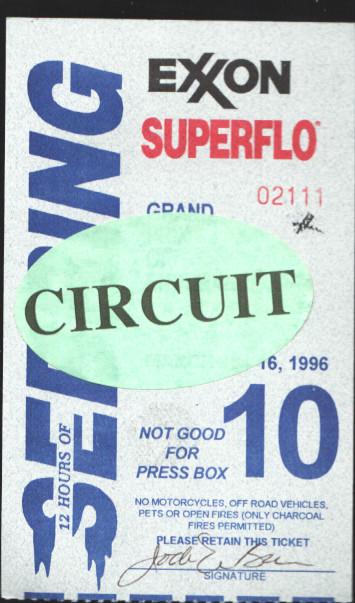 EXXON
SUPERFLO
02111
GRAND
CIRCUIT
16, 1996
12 HOURS OF
10
NOT GOOD
FOR
PRESS BOX
NO MOTORCYCLES, OFF ROAD VEHICLES,
PETS OR OPEN FIRES (ONLY CHARCOAL
FIRES PERMITTED)
PLEASE RETAIN THIS TICKET
SIGNATURE